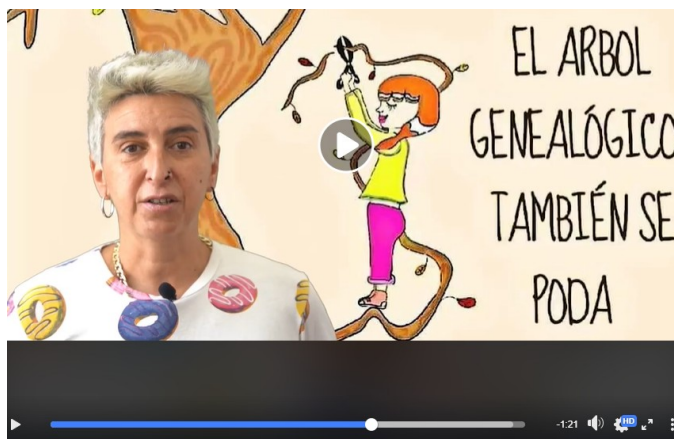 EL ARBOL
GENEALÓGICO
TAMBIÉN SE
PODA
-1:21
HD